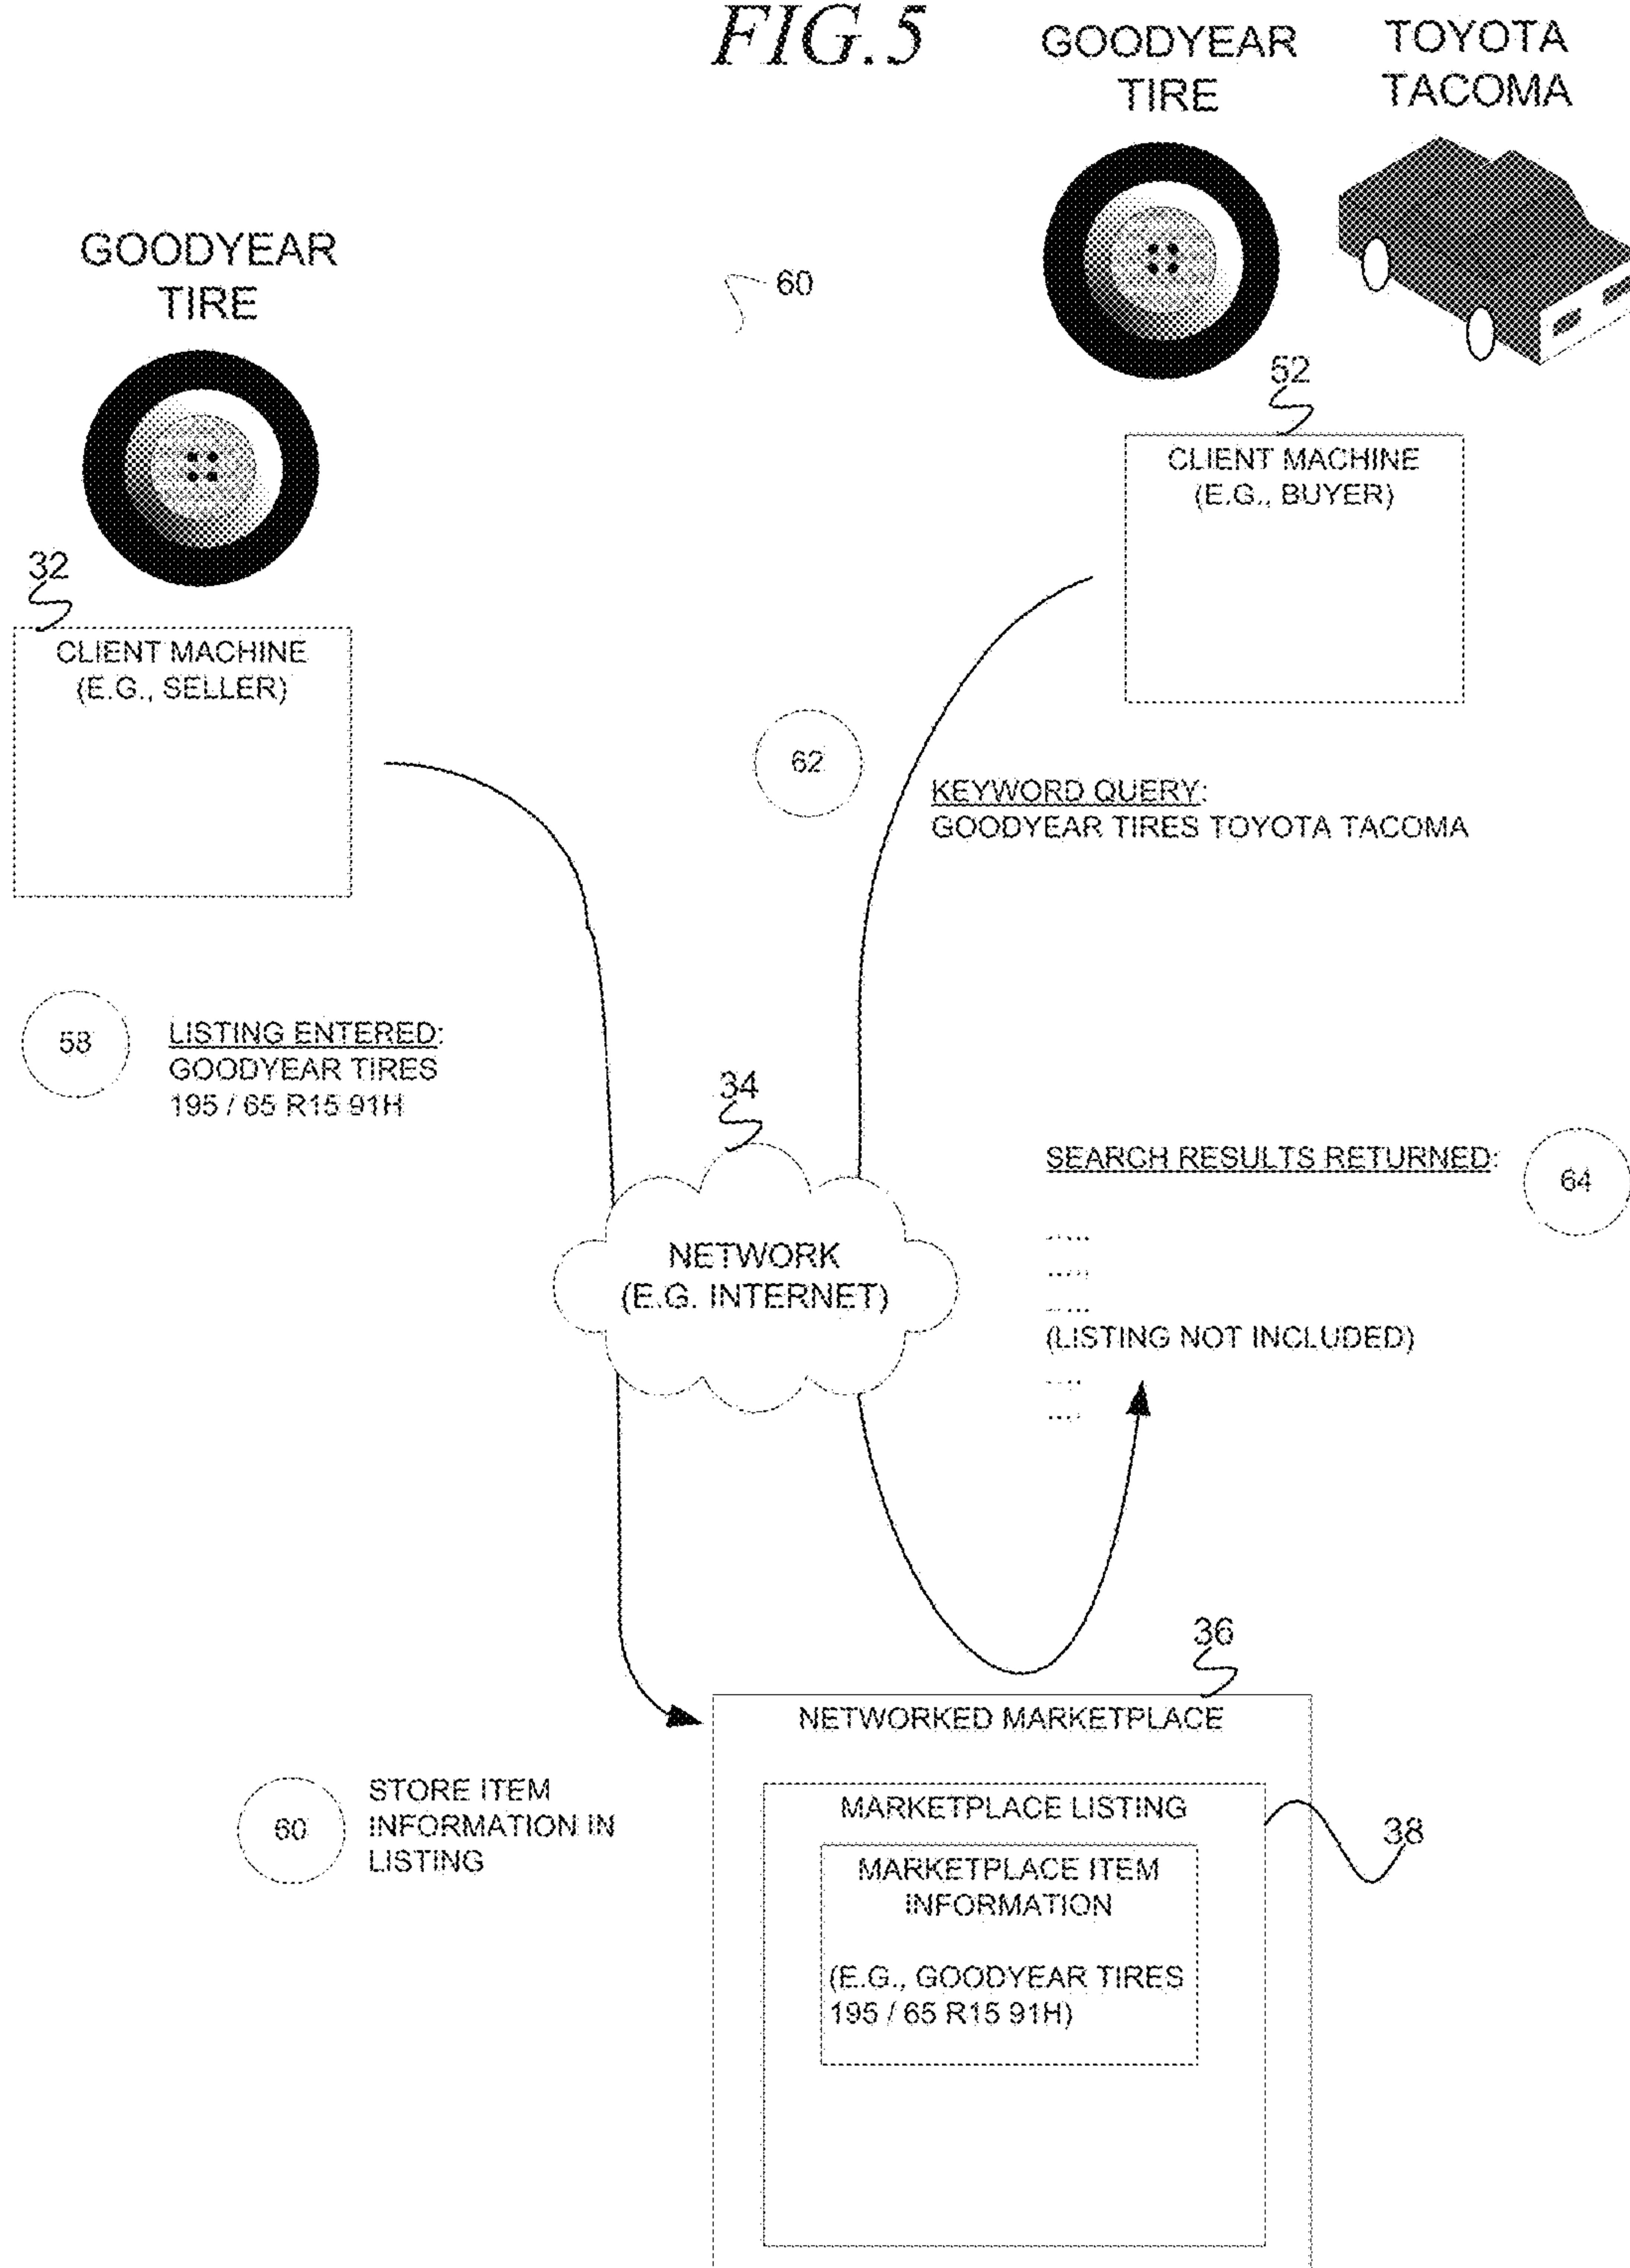 FIG. 5
GOODYEAR
TIRE
TOYOTA
TACOMA
GOODYEAR
TIRE
60
52
CLIENT MACHINE
(E.G., BUYER)
32
CLIENT MACHINE
(E.G., SELLER)
62
KEYWORD QUERY:
GOODYEAR TIRES TOYOTA TACOMA
58
LISTING ENTERED:
GOODYEAR TIRES
195 / 65 R15 91H
34
NETWORK
(E.G. INTERNET)
SEARCH RESULTS RETURNED:
64
.....
.....
.....
(LISTING NOT INCLUDED)
.....
.....
36
NETWORKED MARKETPLACE
60
STORE ITEM
INFORMATION IN
LISTING
MARKETPLACE LISTING
38
MARKETPLACE ITEM
INFORMATION
(E.G., GOODYEAR TIRES
195 / 65 R15 91H)